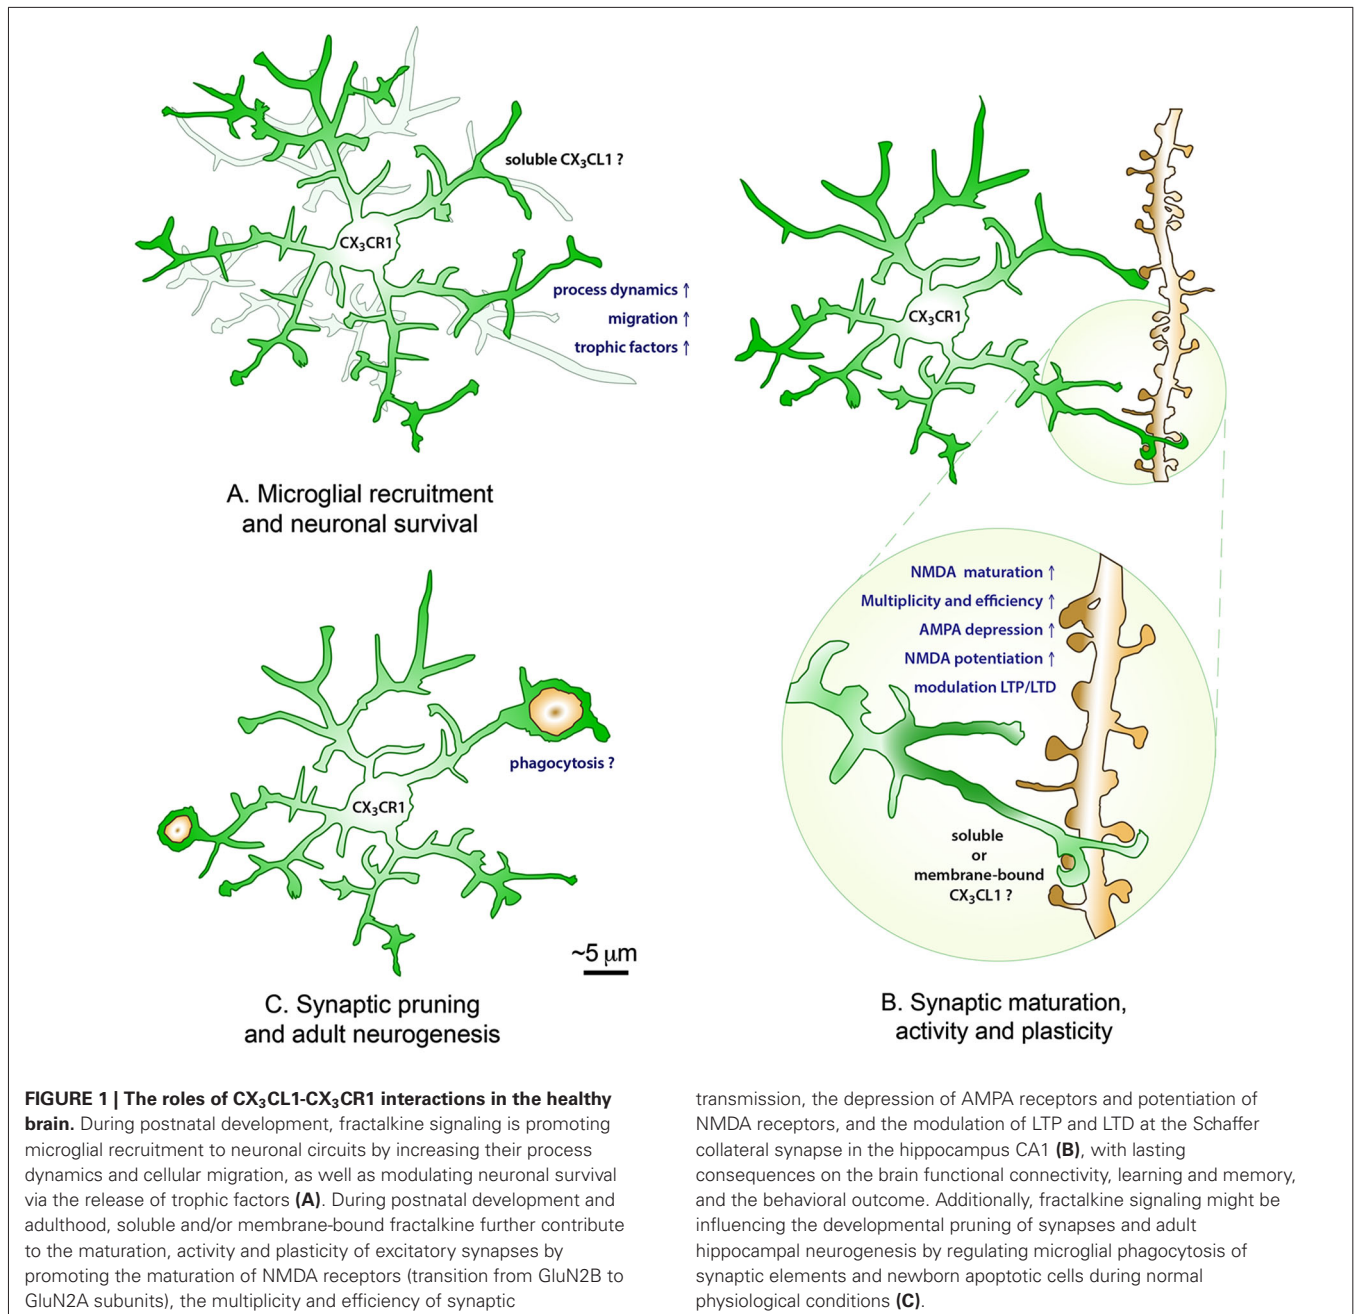 soluble CX₃CL1 ?
CX₃CR1
process dynamics ↑
migration ↑
trophic factors ↑
A. Microglial recruitment
and neuronal survival
CX₃CR1
NMDA maturation ↑
Multiplicity and efficiency ↑
AMPA depression ↑
NMDA potentiation ↑
modulation LTP/LTD
soluble
or
membrane-bound
CX₃CL1 ?
B. Synaptic maturation,
activity and plasticity
phagocytosis ?
CX₃CR1
~5 µm
C. Synaptic pruning
and adult neurogenesis
FIGURE 1 | The roles of CX₃CL1-CX₃CR1 interactions in the healthy
brain. During postnatal development, fractalkine signaling is promoting
microglial recruitment to neuronal circuits by increasing their process
dynamics and cellular migration, as well as modulating neuronal survival
via the release of trophic factors (A). During postnatal development and
adulthood, soluble and/or membrane-bound fractalkine further contribute
to the maturation, activity and plasticity of excitatory synapses by
promoting the maturation of NMDA receptors (transition from GluN2B to
GluN2A subunits), the multiplicity and efficiency of synaptic
transmission, the depression of AMPA receptors and potentiation of
NMDA receptors, and the modulation of LTP and LTD at the Schaffer
collateral synapse in the hippocampus CA1 (B), with lasting
consequences on the brain functional connectivity, learning and memory,
and the behavioral outcome. Additionally, fractalkine signaling might be
influencing the developmental pruning of synapses and adult
hippocampal neurogenesis by regulating microglial phagocytosis of
synaptic elements and newborn apoptotic cells during normal
physiological conditions (C).